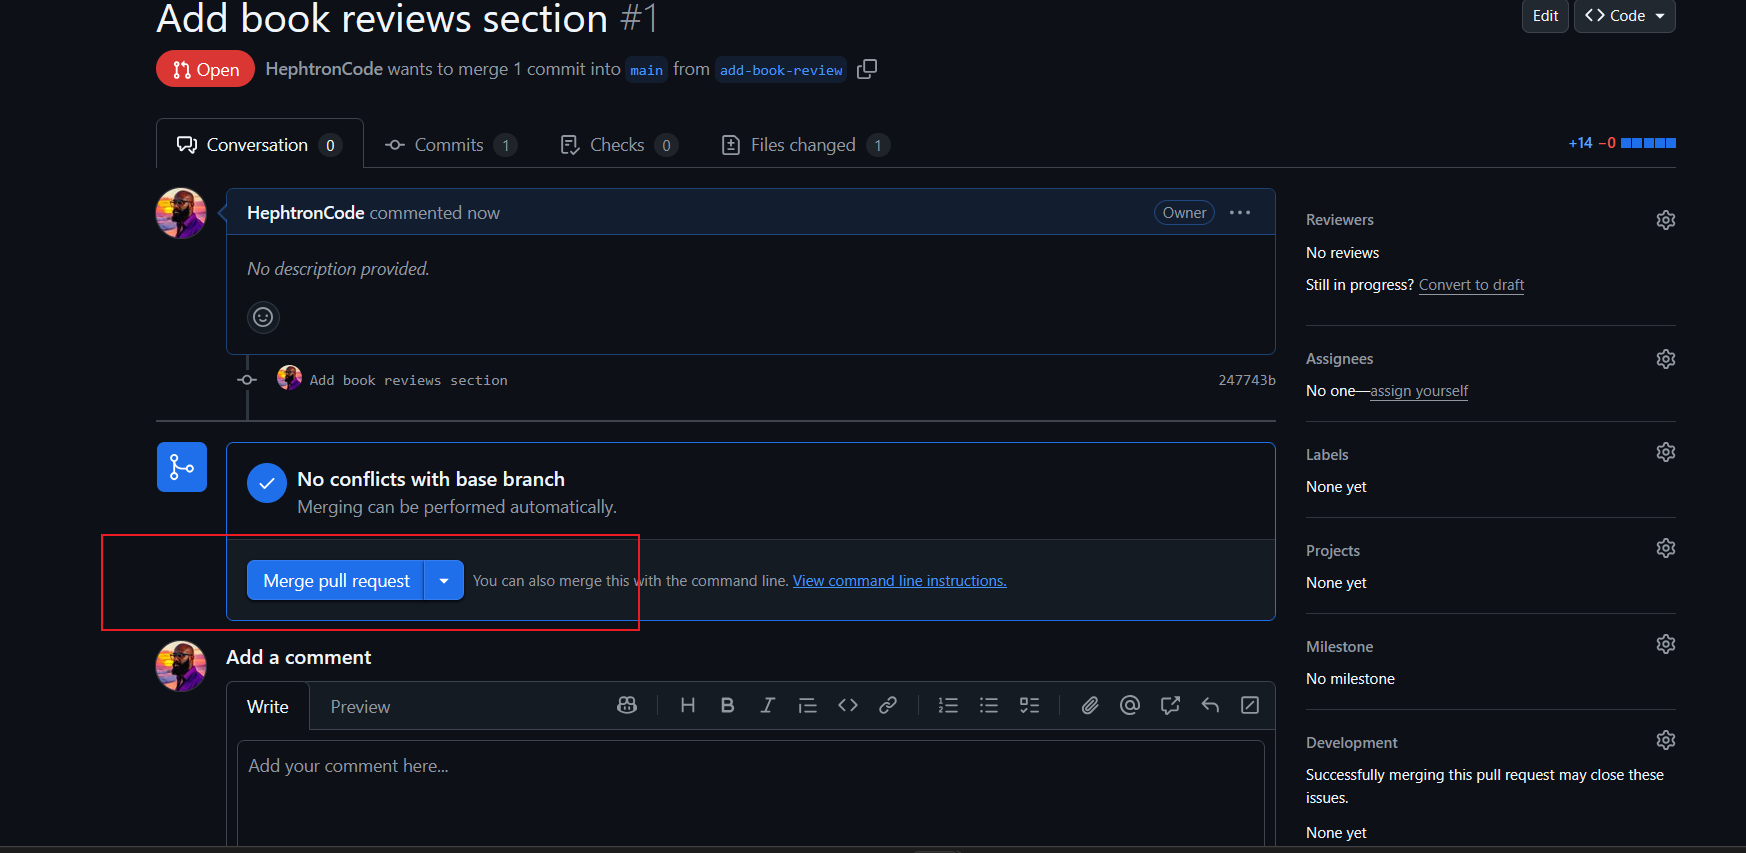 Add book reviews section #1
Edit
Code
Open
HephtronCode wants to merge 1 commit into main from add-book-review
Conversation 0
Commits 1
Checks 0
Files changed 1
+14 −0
HephtronCode commented now
Owner
No description provided.
Add book reviews section
247743b
No conflicts with base branch
Merging can be performed automatically.
Merge pull request
You can also merge this with the command line. View command line instructions.
Add a comment
Write
Preview
Add your comment here...
Reviewers
No reviews
Still in progress? Convert to draft
Assignees
No one—assign yourself
Labels
None yet
Projects
None yet
Milestone
No milestone
Development
Successfully merging this pull request may close these
issues.
None yet